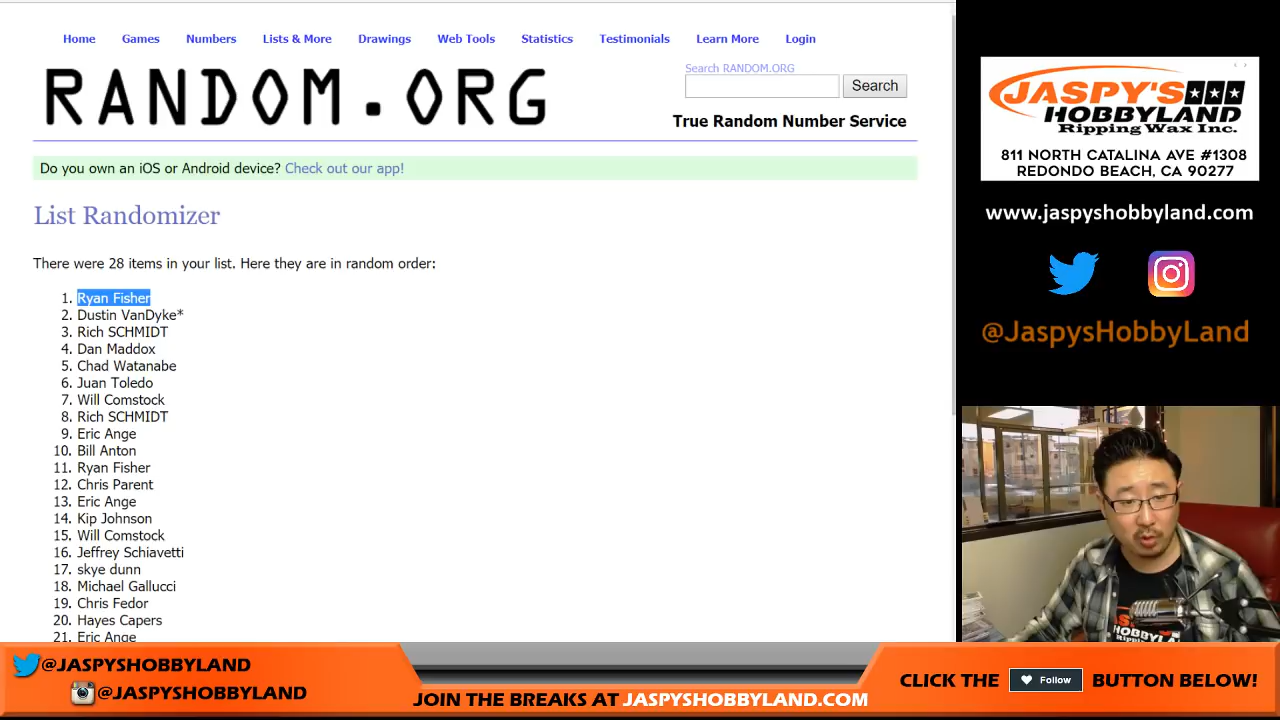 Home Games Numbers Lists & More Drawings Web Tools Statistics Testimonials Learn More Login
RANDOM.ORG
Search RANDOM.ORG
Search
True Random Number Service
Do you own an iOS or Android device? Check out our app!
List Randomizer
There were 28 items in your list. Here they are in random order:
1. Ryan Fisher
2. Dustin VanDyke*
3. Rich SCHMIDT
4. Dan Maddox
5. Chad Watanabe
6. Juan Toledo
7. Will Comstock
8. Rich SCHMIDT
9. Eric Ange
10. Bill Anton
11. Ryan Fisher
12. Chris Parent
13. Eric Ange
14. Kip Johnson
15. Will Comstock
16. Jeffrey Schiavetti
17. skye dunn
18. Michael Gallucci
19. Chris Fedor
20. Hayes Capers
21. Eric Ange
JASPY'S
HOBBYLAND
Ripping Wax Inc.
811 NORTH CATALINA AVE #1308
REDONDO BEACH, CA 90277
www.jaspyshobbyland.com
@JaspysHobbyLand
HOBBYLAND
@JASPYSHOBBYLAND
@JASPYSHOBBYLAND
JOIN THE BREAKS AT JASPYSHOBBYLAND.COM
CLICK THE Follow BUTTON BELOW!